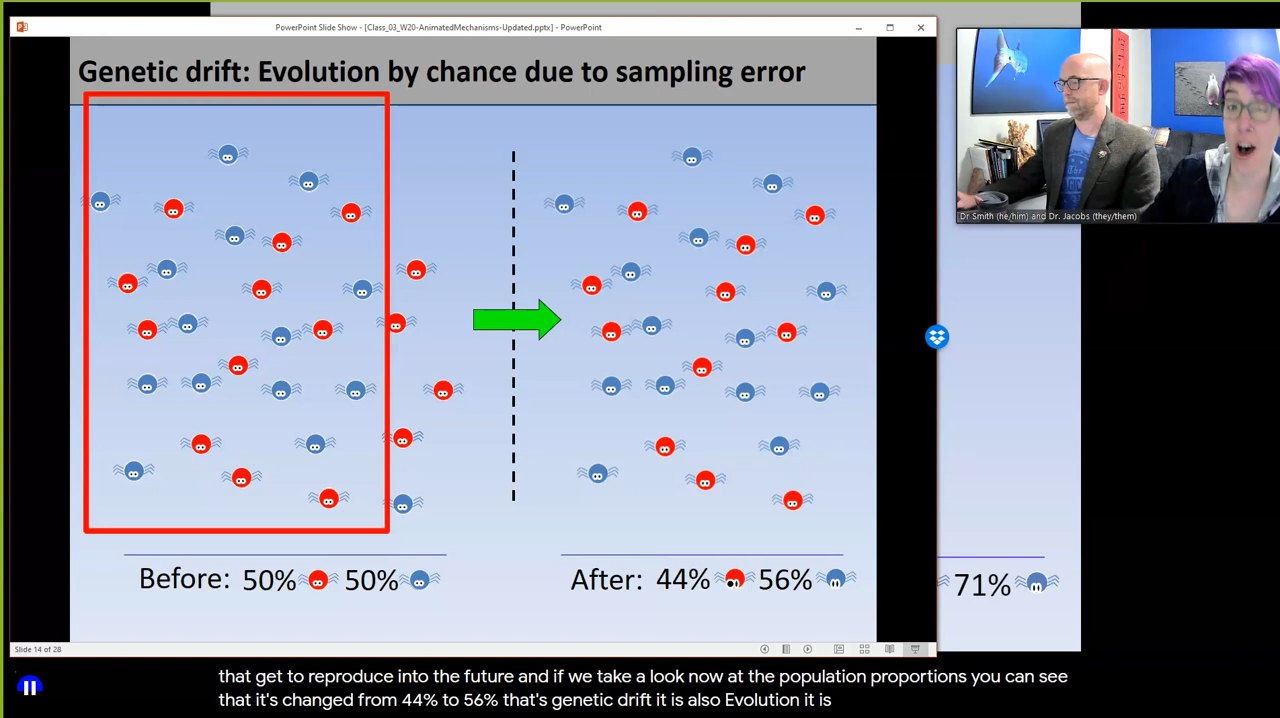 PowerPoint Slide Show - [Class_03_W20-AnimatedMechanisms-Updated.pptx] - PowerPoint
Genetic drift: Evolution by chance due to sampling error
Dr Smith (he/him) and Dr. Jacobs (they/them)
Before: 50% 50%
After: 44% 56%
71%
Slide 14 of 28
that get to reproduce into the future and if we take a look now at the population proportions you can see
that it's changed from 44% to 56% that's genetic drift it is also Evolution it is